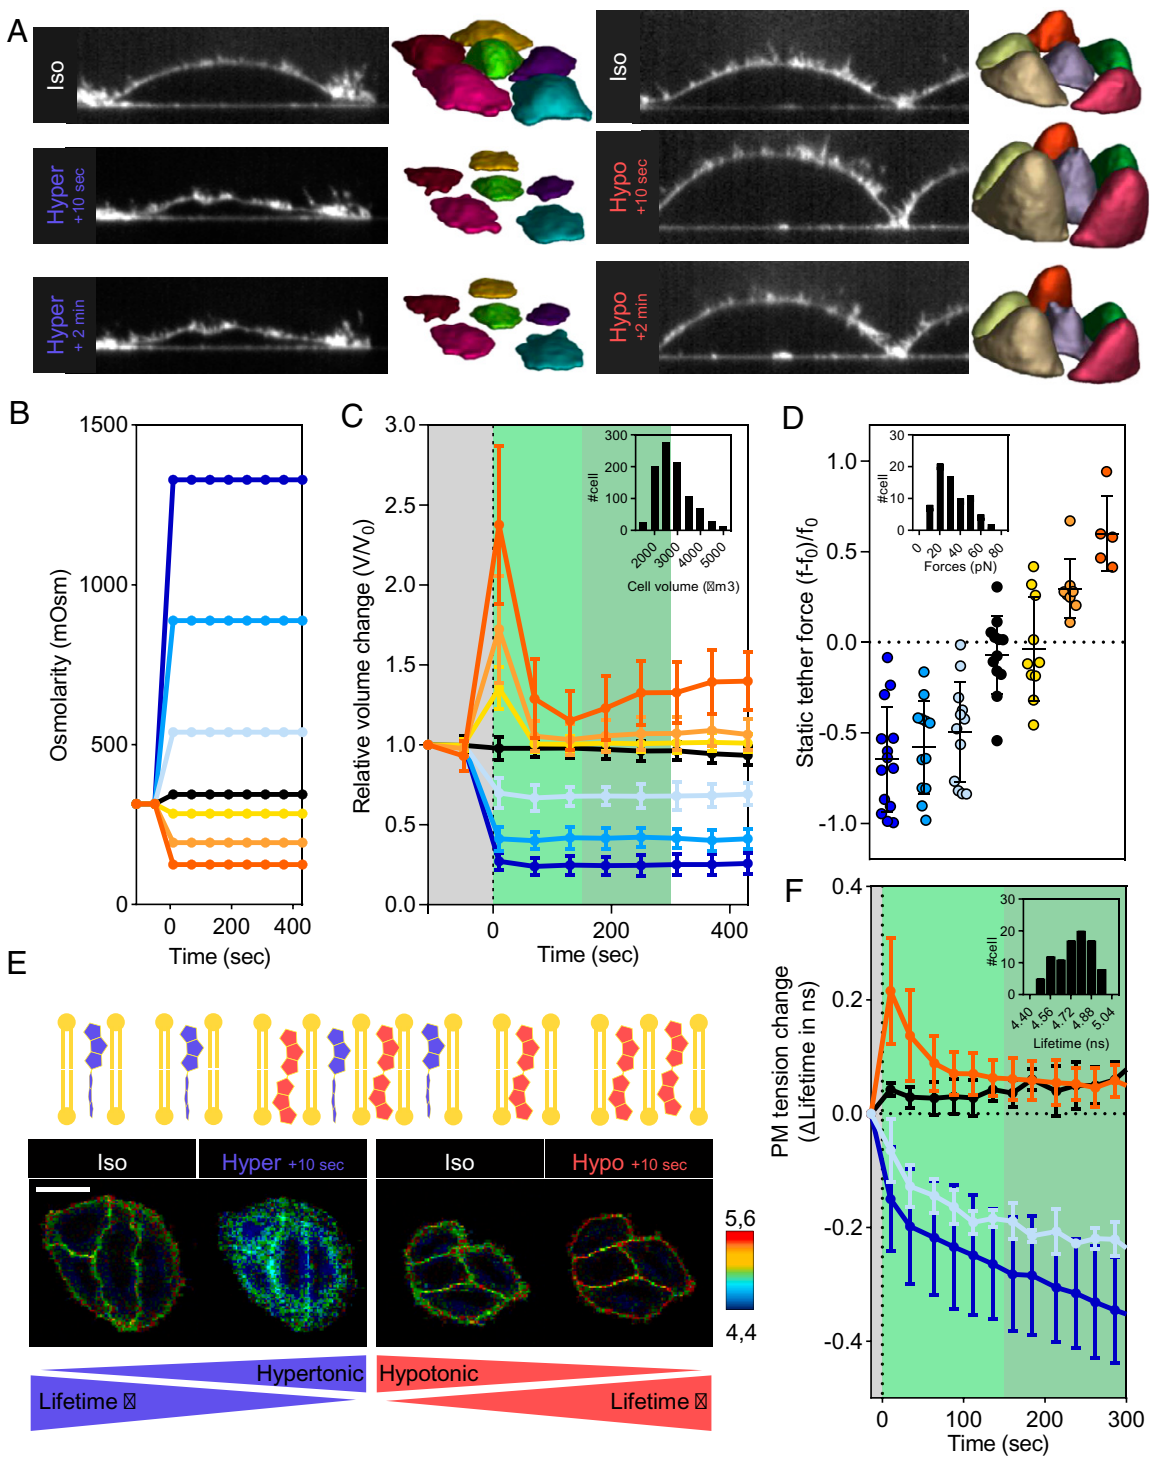 A
Iso
Iso
Hyper
+10 sec
Hypo
+10 sec
Hyper
+ 2 min
Hypo
+2 min
B
Osmolarity (mOsm)
1500
1000
500
0
0 200 400
Time (sec)
C
Relative volume change (V/V0)
3.0
2.5
2.0
1.5
1.0
0.5
0.0
0 200 400
Time (sec)
#cell
300
200
100
0
2000 3000 4000 5000
Cell volume (m3)
D
Static tether force (f-f0)/f0
1.0
0.5
0.0
-0.5
-1.0
#cell
30
20
10
0
0 20 40 60 80
Forces (pN)
E
Iso
Hyper +10 sec
Iso
Hypo +10 sec
5,6
4,4
Hypertonic
Lifetime
Hypotonic
Lifetime
F
PM tension change
(ΔLifetime in ns)
0.4
0.2
0.0
-0.2
-0.4
0 100 200 300
Time (sec)
#cell
30
20
10
0
4.40 4.56 4.72 4.88 5.04
Lifetime (ns)